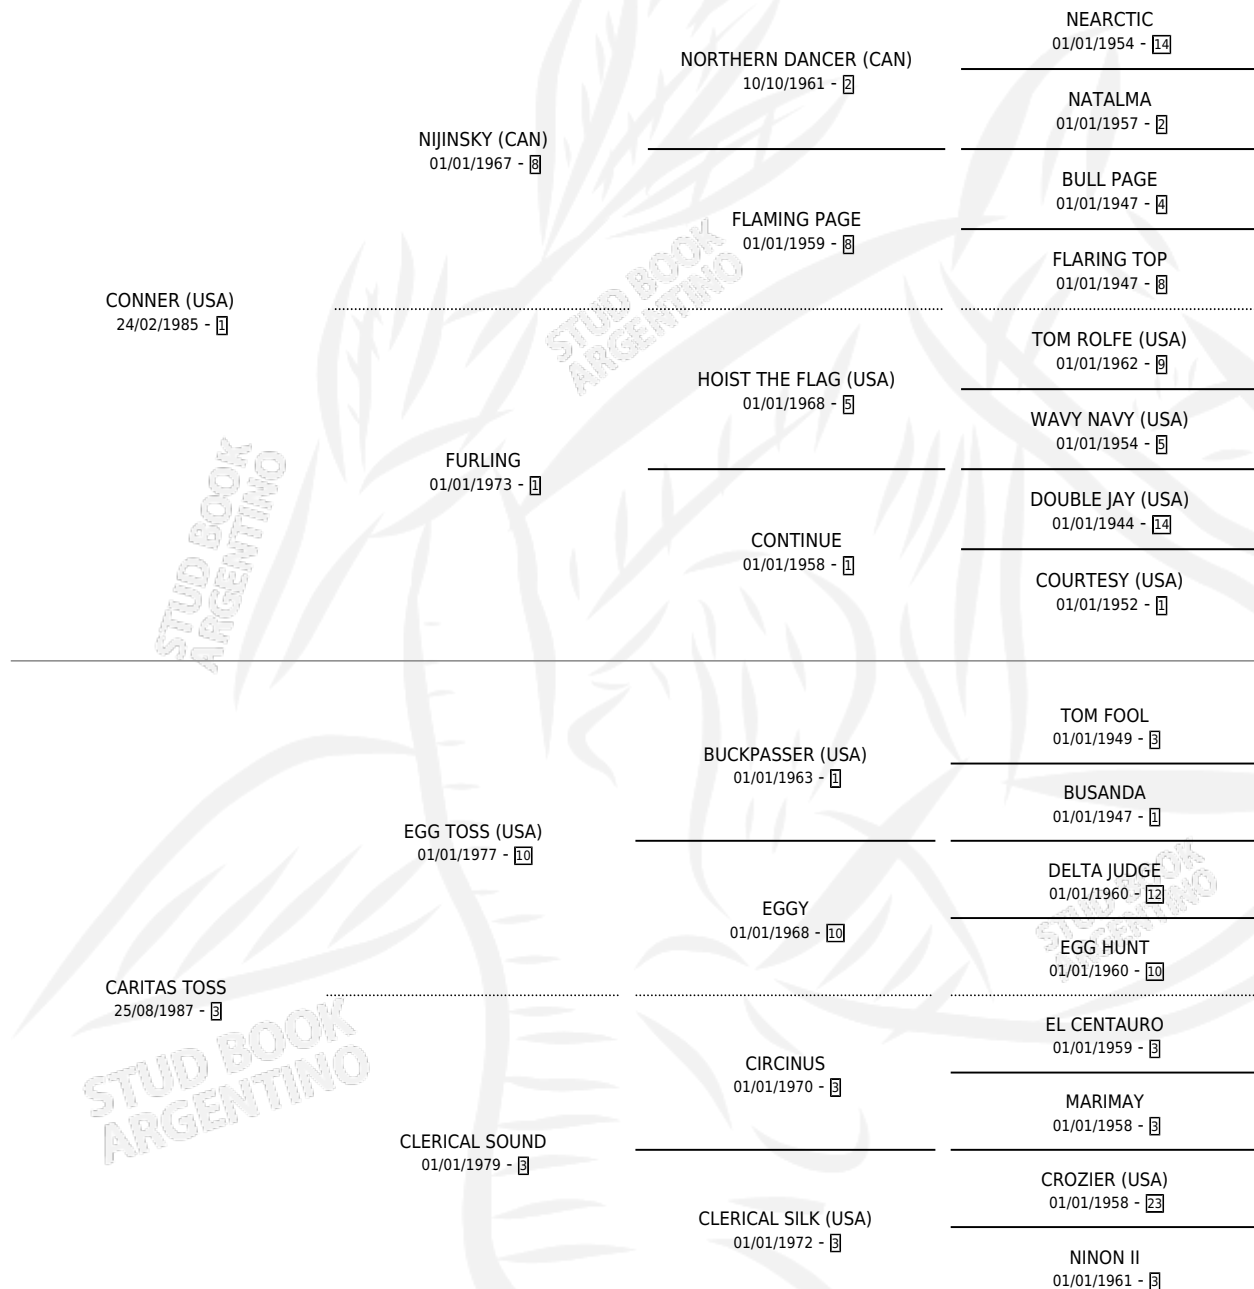 NEARCTIC
01/01/1954 - 14
NORTHERN DANCER (CAN)
10/10/1961 - 2
NATALMA
01/01/1957 - 2
NIJINSKY (CAN)
01/01/1967 - 8
BULL PAGE
01/01/1947 - 4
FLAMING PAGE
01/01/1959 - 8
FLARING TOP
01/01/1947 - 8
CONNER (USA)
24/02/1985 - 1
TOM ROLFE (USA)
01/01/1962 - 9
HOIST THE FLAG (USA)
01/01/1968 - 5
WAVY NAVY (USA)
01/01/1954 - 5
FURLING
01/01/1973 - 1
DOUBLE JAY (USA)
01/01/1944 - 14
CONTINUE
01/01/1958 - 1
COURTESY (USA)
01/01/1952 - 1
STUD BOOK
ARGENTINO
STUD BOOK
ARGENTINO
TOM FOOL
01/01/1949 - 3
BUCKPASSER (USA)
01/01/1963 - 1
BUSANDA
01/01/1947 - 1
EGG TOSS (USA)
01/01/1977 - 10
DELTA JUDGE
01/01/1960 - 12
EGGY
01/01/1968 - 10
EGG HUNT
01/01/1960 - 10
CARITAS TOSS
25/08/1987 - 3
EL CENTAURO
01/01/1959 - 3
CIRCINUS
01/01/1970 - 3
MARIMAY
01/01/1958 - 3
CLERICAL SOUND
01/01/1979 - 3
CROZIER (USA)
01/01/1958 - 23
CLERICAL SILK (USA)
01/01/1972 - 3
NINON II
01/01/1961 - 3
STUD BOOK
ARGENTINO
STUD BOOK
ARGENTINO